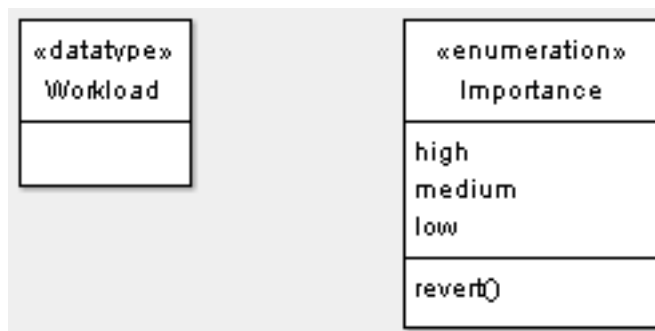 «datatype»
Workload
«enumeration»
Importance
high
medium
low
revert()